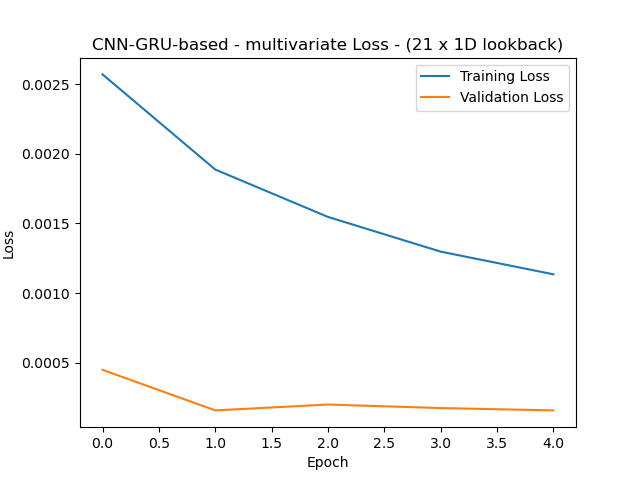 CNN-GRU-based - multivariate Loss - (21 x 1D lookback)
Training Loss
Validation Loss
0.0025
0.0020
0.0015
0.0010
0.0005
Loss
0.0 0.5 1.0 1.5 2.0 2.5 3.0 3.5 4.0
Epoch